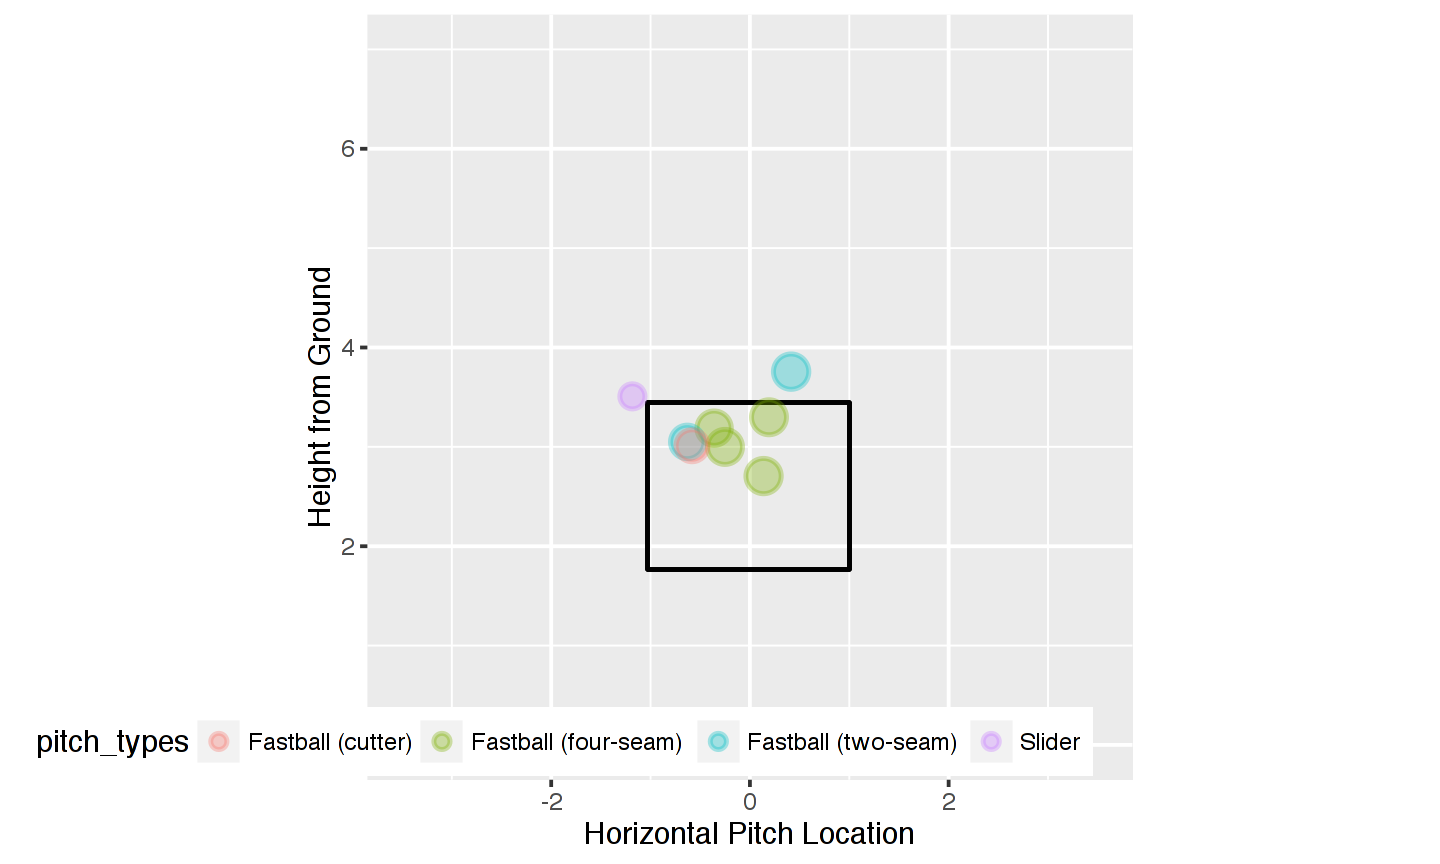 Height from Ground
6
4
2
pitch_types Fastball (cutter) Fastball (four-seam) Fastball (two-seam) Slider
-2 0 2
Horizontal Pitch Location